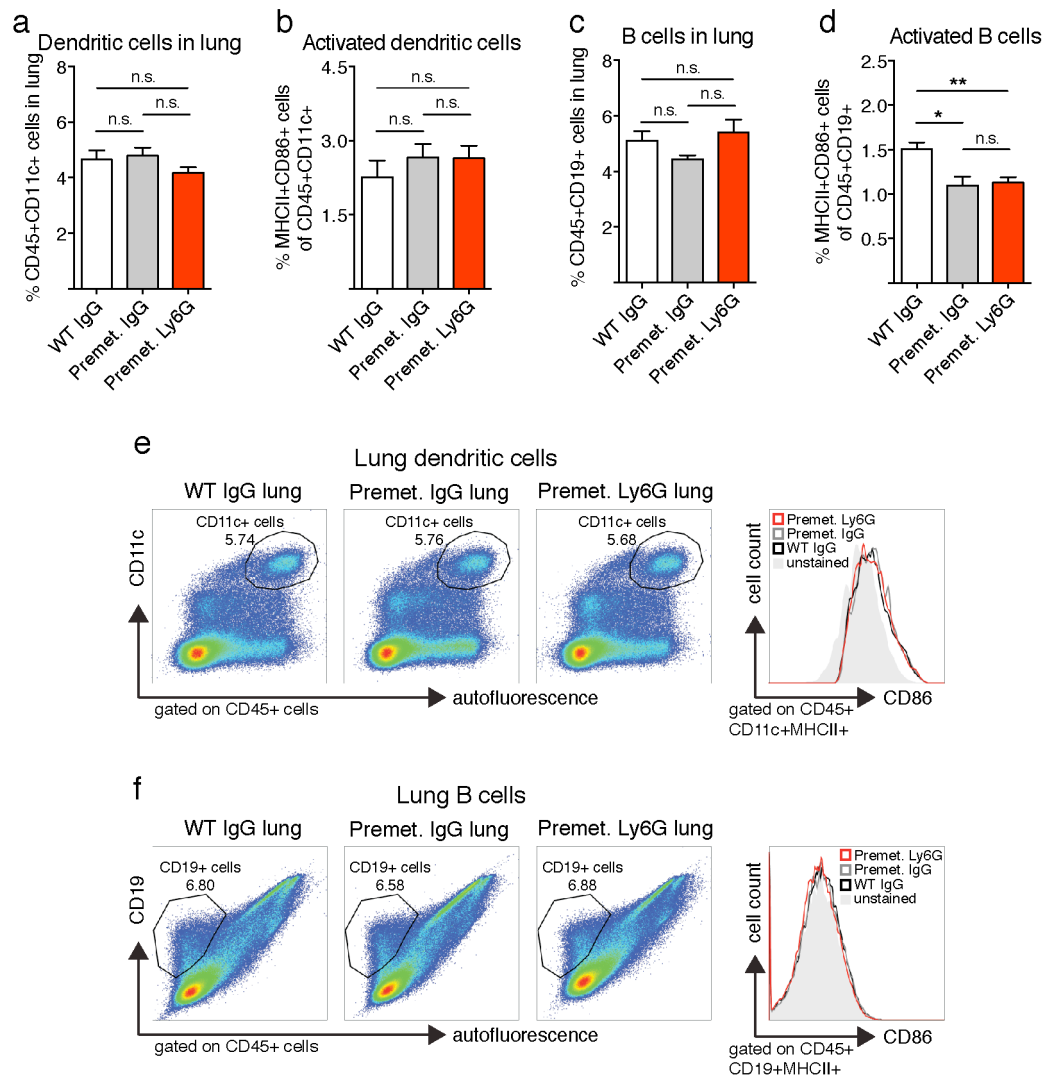 a
Dendritic cells in lung
% CD45+CD11c+ cells in lung
8
6
4
2
n.s.
n.s.
n.s.
WT IgG
Premet. IgG
Premet. Ly6G
b
Activated dendritic cells
% MHCII+CD86+ cells
of CD45+CD11c+
4.5
3.0
1.5
n.s.
n.s.
n.s.
WT IgG
Premet. IgG
Premet. Ly6G
c
B cells in lung
% CD45+CD19+ cells in lung
8
6
4
2
n.s.
n.s.
n.s.
WT IgG
Premet. IgG
Premet. Ly6G
d
Activated B cells
% MHCII+CD86+ cells
of CD45+CD19+
2.5
2.0
1.5
1.0
0.5
**
*
n.s.
WT IgG
Premet. IgG
Premet. Ly6G
e
Lung dendritic cells
WT IgG lung
Premet. IgG lung
Premet. Ly6G lung
CD11c+ cells
5.74
CD11c+ cells
5.76
CD11c+ cells
5.68
CD11c
autofluorescence
gated on CD45+ cells
Premet. Ly6G
Premet. IgG
WT IgG
unstained
cell count
CD86
gated on CD45+
CD11c+MHCII+
f
Lung B cells
WT IgG lung
Premet. IgG lung
Premet. Ly6G lung
CD19+ cells
6.80
CD19+ cells
6.58
CD19+ cells
6.88
CD19
autofluorescence
gated on CD45+ cells
Premet. Ly6G
Premet. IgG
WT IgG
unstained
cell count
CD86
gated on CD45+
CD19+MHCII+